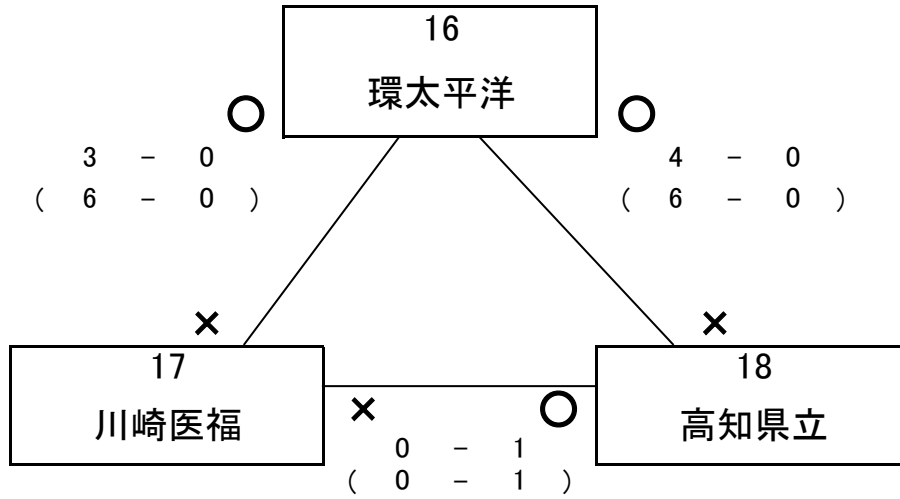 16
環太平洋
○ ○
3 - 0 4 - 0
( 6 - 0 ) ( 6 - 0 )
× ×
17 18
川崎医福 高知県立
× ○
0 - 1
( 0 - 1 )